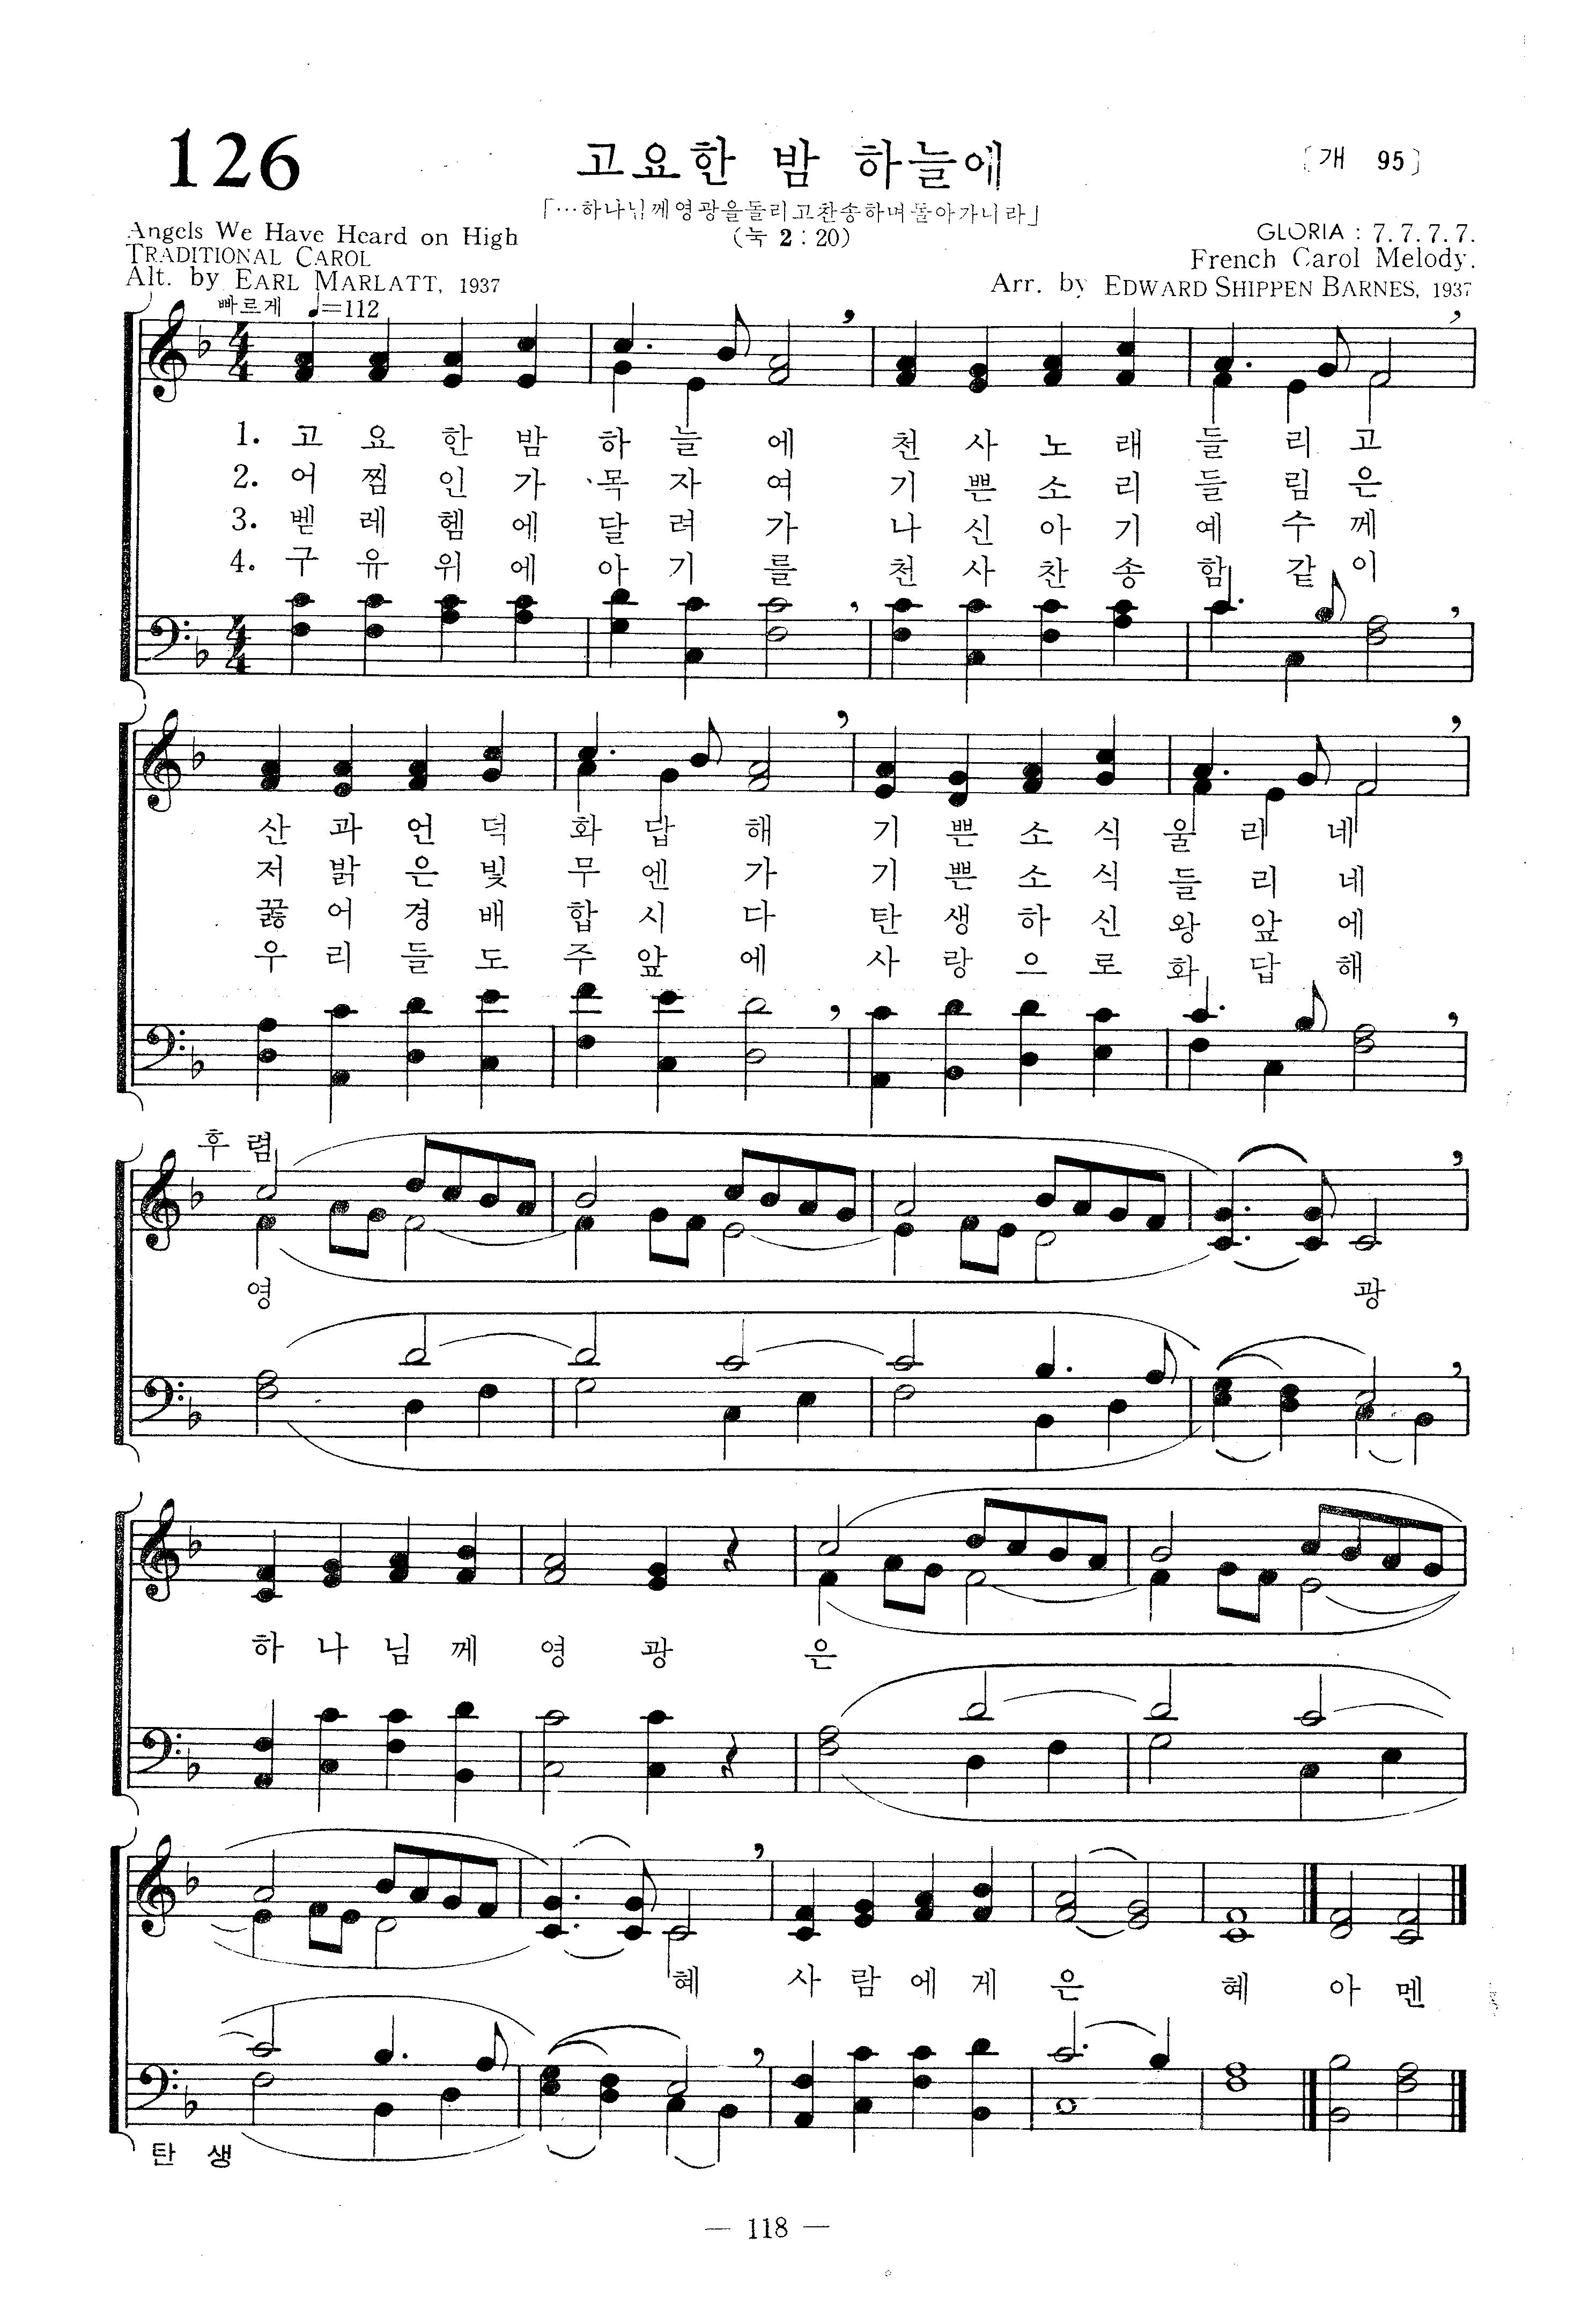 126
고요한 밤 하늘에
〔개 95〕
「…하나님께영광을돌리고찬송하며돌아가니라」
(눅 2 : 20)
Angels We Have Heard on High
TRADITIONAL CAROL
Alt. by EARL MARLATT, 1937
GLORIA : 7. 7. 7. 7.
French Carol Melody.
Arr. by EDWARD SHIPPEN BARNES, 1937
빠르게 ♩=112
1. 고 요 한 밤 하 늘 에 천 사 노 래 들 리 고
2. 어 찜 인 가 목 자 여 기 쁜 소 리 들 림 은
3. 벧 레 헴 에 달 려 가 나 신 아 기 예 수 께
4. 구 유 위 에 아 기 를 천 사 찬 송 함 같 이
산 과 언 덕 화 답 해 기 쁜 소 식 울 리 네
저 밝 은 빛 무 엔 가 기 쁜 소 식 들 리 네
꿇 어 경 배 합 시 다 탄 생 하 신 왕 앞 에
우 리 들 도 주 앞 에 사 랑 으 로 화 답 해
후 렴
영 광
하 나 님 께 영 광 은
혜 사 람 에 게 은 혜 아 멘
탄 생
— 118 —